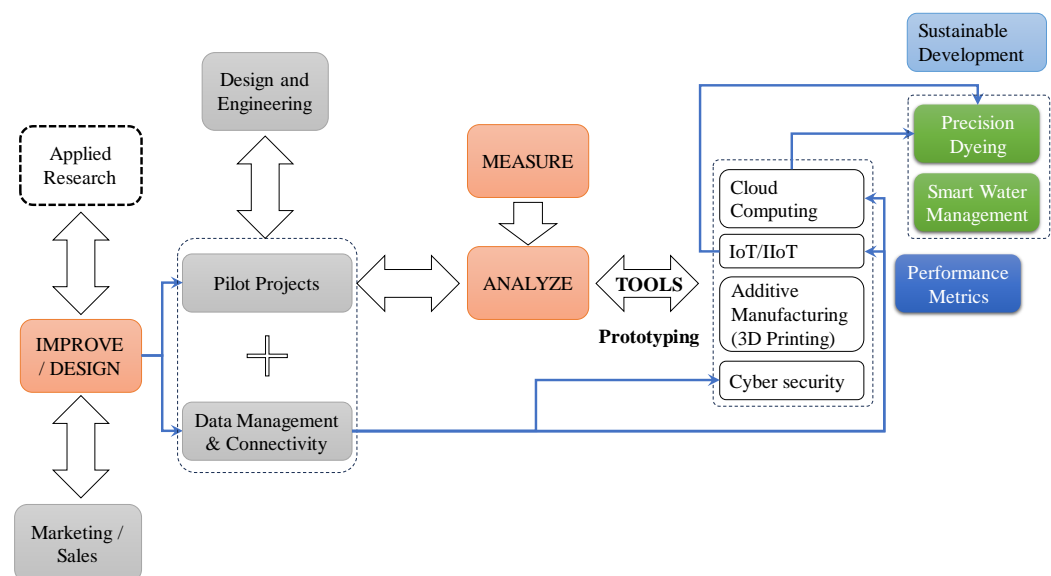 Sustainable
Development
Design and
Engineering
Precision
Dyeing
Applied
Research
MEASURE
Cloud
Computing
Smart Water
Management
Pilot Projects
ANALYZE
TOOLS
IoT/IIoT
Performance
Metrics
Additive
Manufacturing
(3D Printing)
Prototyping
IMPROVE
/ DESIGN
Cyber security
Data Management
& Connectivity
Marketing /
Sales